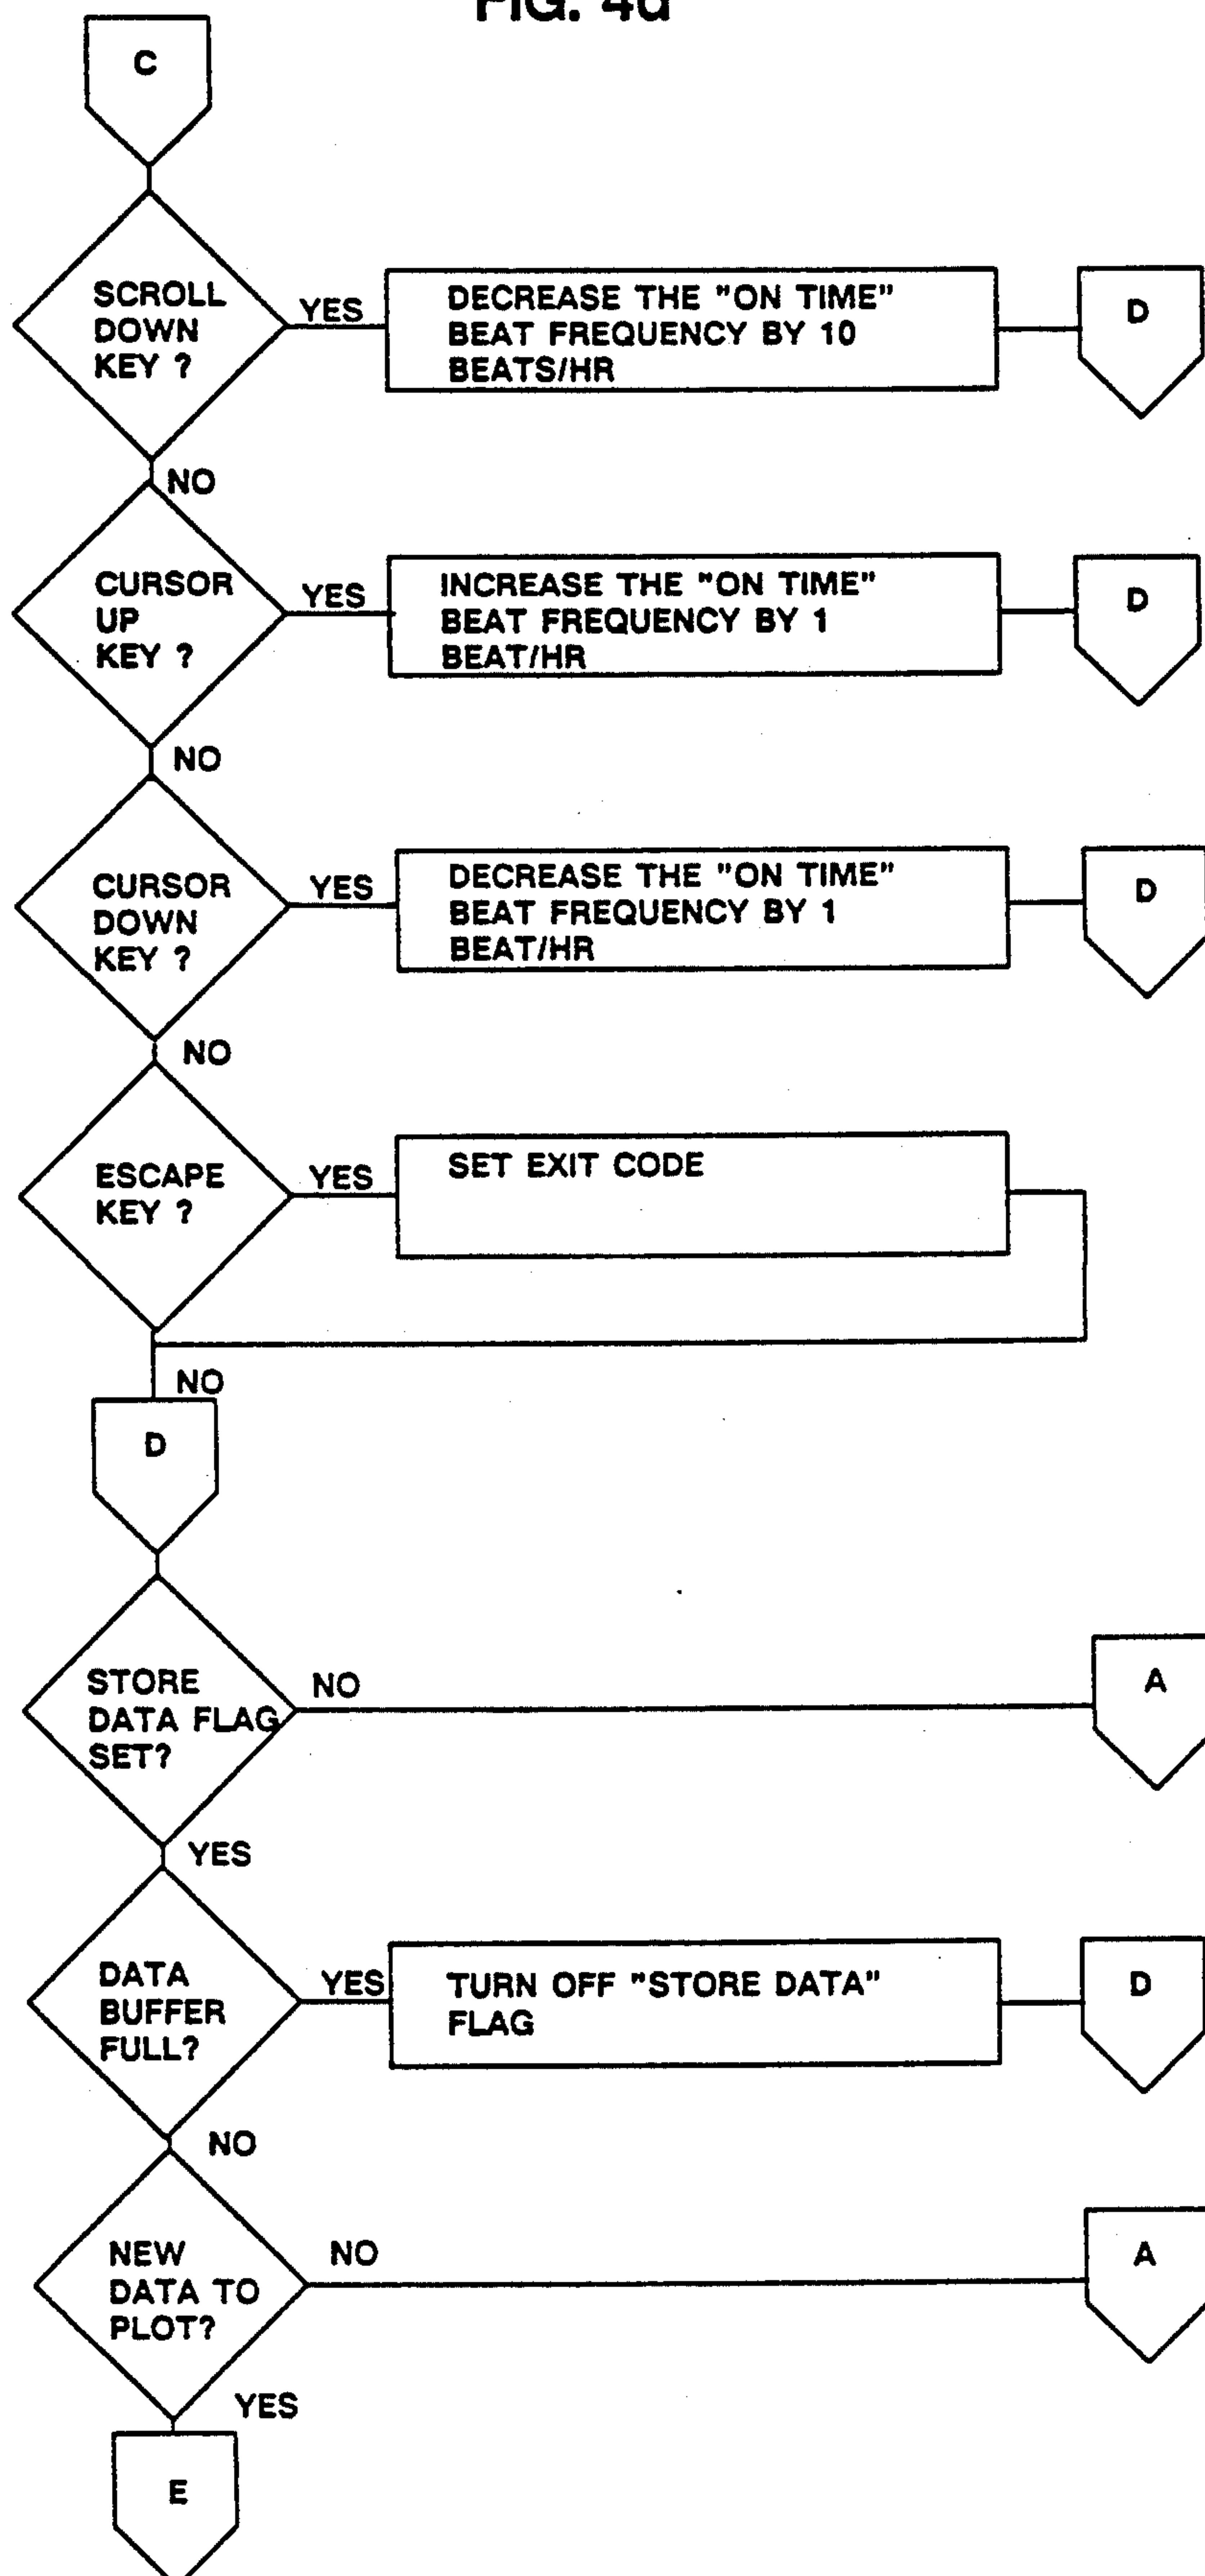 FIG. 4d
C
SCROLL
DOWN
KEY ?
YES
DECREASE THE "ON TIME"
BEAT FREQUENCY BY 10
BEATS/HR
D
NO
CURSOR
UP
KEY ?
YES
INCREASE THE "ON TIME"
BEAT FREQUENCY BY 1
BEAT/HR
D
NO
CURSOR
DOWN
KEY ?
YES
DECREASE THE "ON TIME"
BEAT FREQUENCY BY 1
BEAT/HR
D
NO
ESCAPE
KEY ?
YES
SET EXIT CODE
NO
D
STORE
DATA FLAG
SET?
NO
A
YES
DATA
BUFFER
FULL?
YES
TURN OFF "STORE DATA"
FLAG
D
NO
NEW
DATA TO
PLOT?
NO
A
YES
E